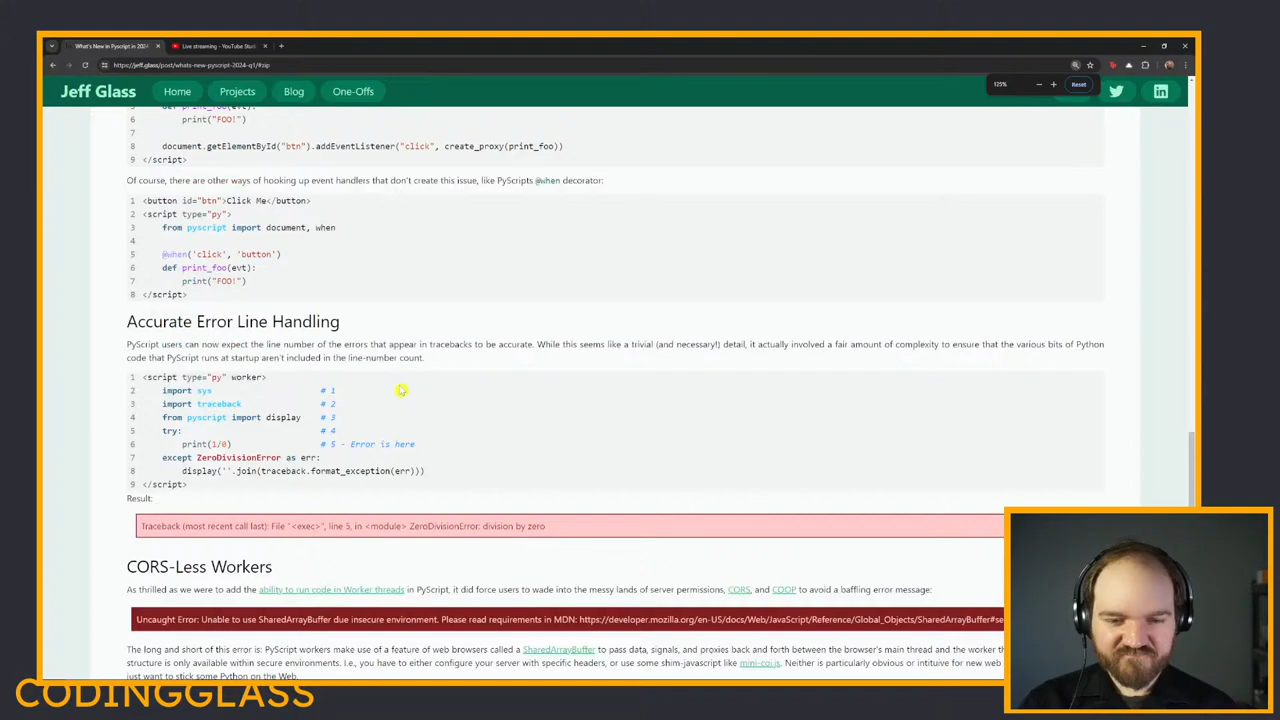 What's New in Pyscript in 202
Live streaming - YouTube Stud
https://jeff.glass/post/whats-new-pyscript-2024-q1/#zip
125%
Reset
Jeff Glass
Home
Projects
Blog
One-Offs
6 print("FOO!")
7
8 document.getElementById("btn").addEventListener("click", create_proxy(print_foo))
9 </script>
Of course, there are other ways of hooking up event handlers that don't create this issue, like PyScripts @when decorator:
1 <button id="btn">Click Me</button>
2 <script type="py">
3 from pyscript import document, when
4
5 @when('click', 'button')
6 def print_foo(evt):
7 print("FOO!")
8 </script>
Accurate Error Line Handling
PyScript users can now expect the line number of the errors that appear in tracebacks to be accurate. While this seems like a trivial (and necessary!) detail, it actually involved a fair amount of complexity to ensure that the various bits of Python
code that PyScript runs at startup aren't included in the line-number count.
1 <script type="py" worker>
2 import sys # 1
3 import traceback # 2
4 from pyscript import display # 3
5 try: # 4
6 print(1/0) # 5 - Error is here
7 except ZeroDivisionError as err:
8 display(''.join(traceback.format_exception(err)))
9 </script>
Result:
Traceback (most recent call last): File "<exec>", line 5, in <module> ZeroDivisionError: division by zero
CORS-Less Workers
As thrilled as we were to add the ability to run code in Worker threads in PyScript, it did force users to wade into the messy lands of server permissions, CORS, and COOP to avoid a baffling error message:
Uncaught Error: Unable to use SharedArrayBuffer due insecure environment. Please read requirements in MDN: https://developer.mozilla.org/en-US/docs/Web/JavaScript/Reference/Global_Objects/SharedArrayBuffer#se
The long and short of this error is: PyScript workers make use of a feature of web browsers called a SharedArrayBuffer to pass data, signals, and proxies back and forth between the browser's main thread and the worker th
structure is only available within secure environments. I.e., you have to either configure your server with specific headers, or use some shim-javascript like mini-coi.js. Neither is particularly obvious or intuitive for new web
just want to stick some Python on the Web.
CODINGGLASS